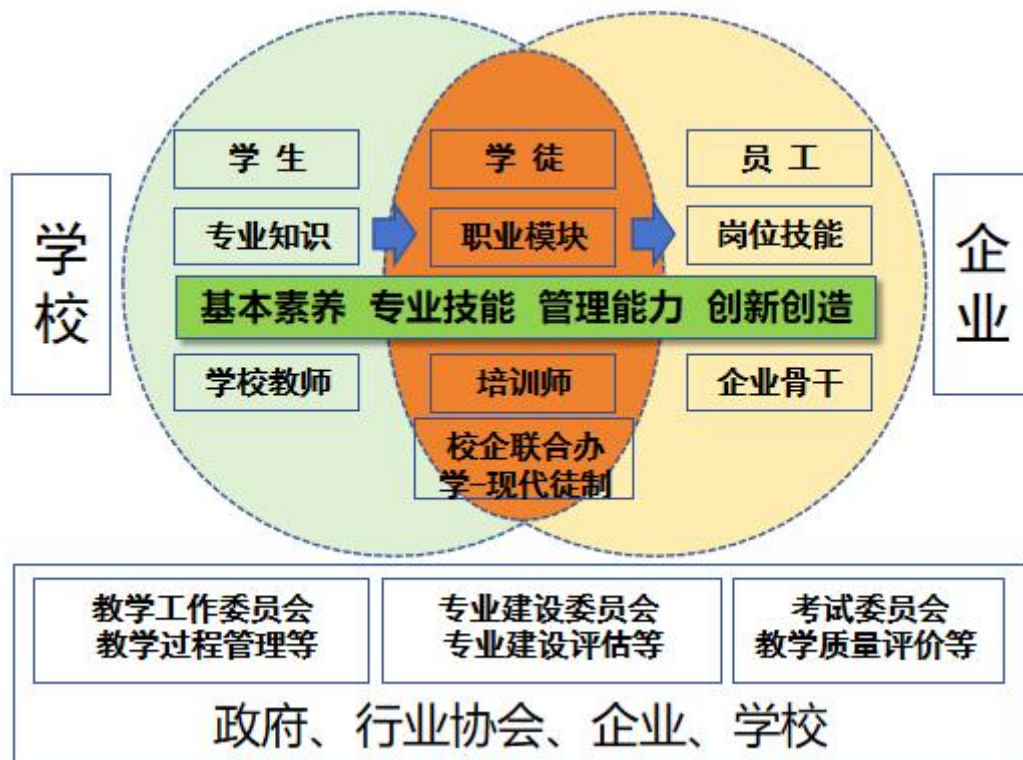 学校
学 生
学 徒
员 工
企业
专业知识
职业模块
岗位技能
基本素养 专业技能 管理能力 创新创造
学校教师
培训师
企业骨干
校企联合办
学-现代徒制
教学工作委员会
教学过程管理等
专业建设委员会
专业建设评估等
考试委员会
教学质量评价等
政府、行业协会、企业、学校